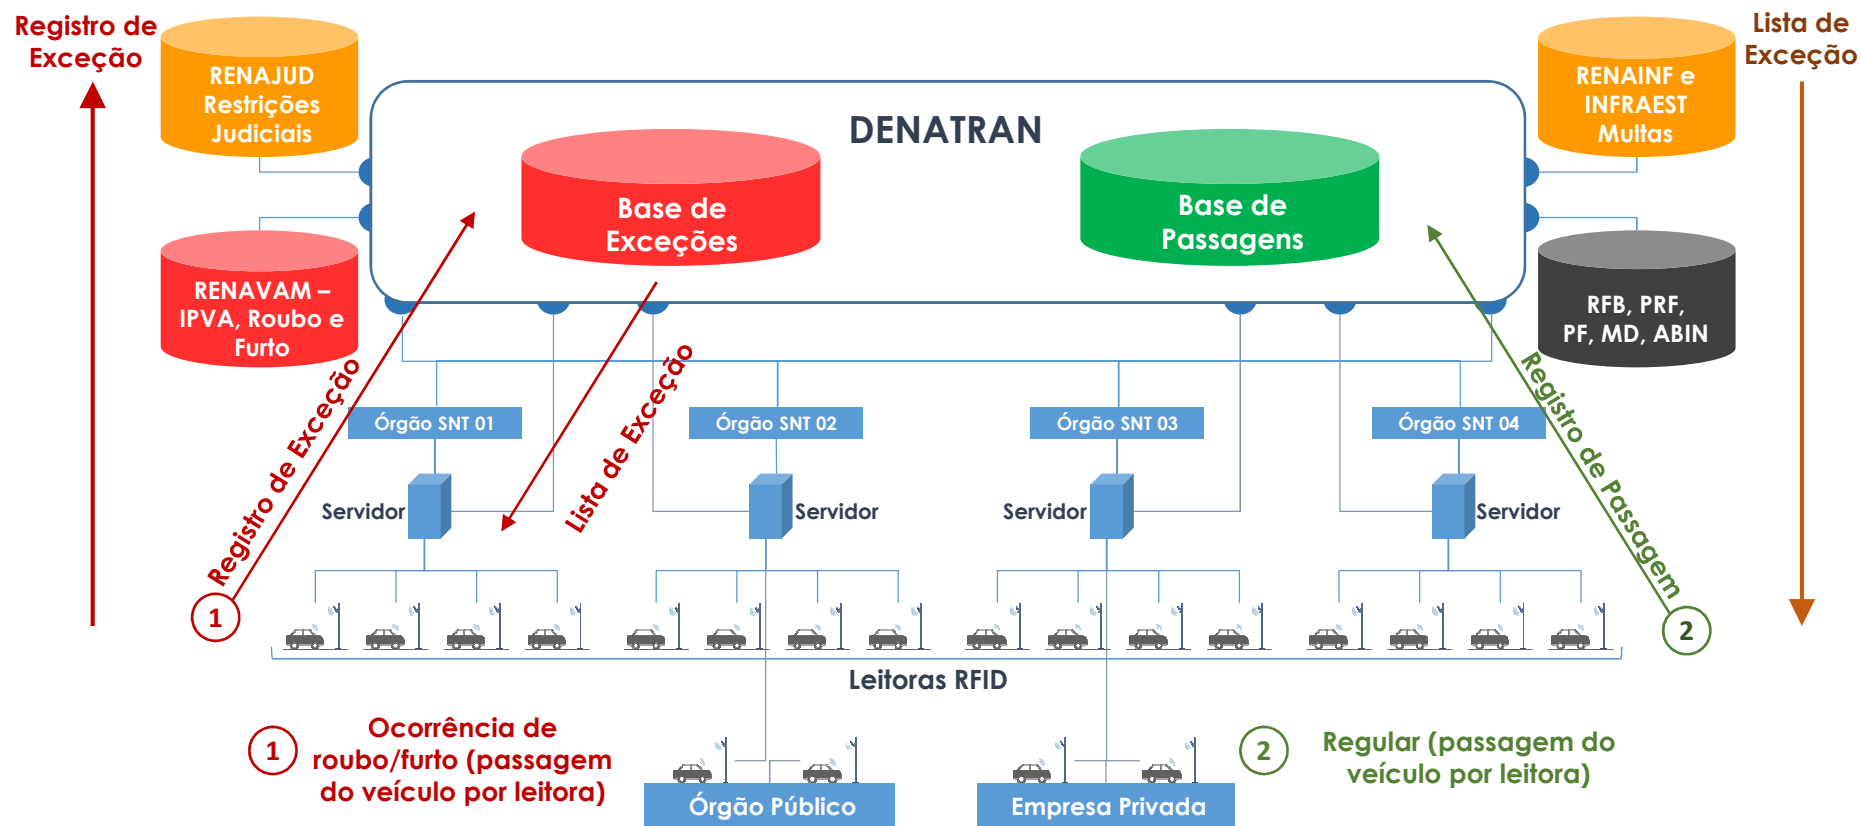 Registro de
Exceção
RENAJUD
Restrições
Judiciais
DENATRAN
RENAINF e
INFRAEST
Multas
Lista de
Exceção
Base de
Exceções
Base de
Passagens
RENAVAM –
IPVA, Roubo e
Furto
RFB, PRF,
PF, MD, ABIN
Registro de Exceção
Lista de Exceção
Registro de Passagem
Órgão SNT 01
Órgão SNT 02
Órgão SNT 03
Órgão SNT 04
Servidor
Servidor
Servidor
Servidor
1
2
Leitoras RFID
1
Ocorrência de
roubo/furto (passagem
do veículo por leitora)
2
Regular (passagem do
veículo por leitora)
Órgão Público
Empresa Privada